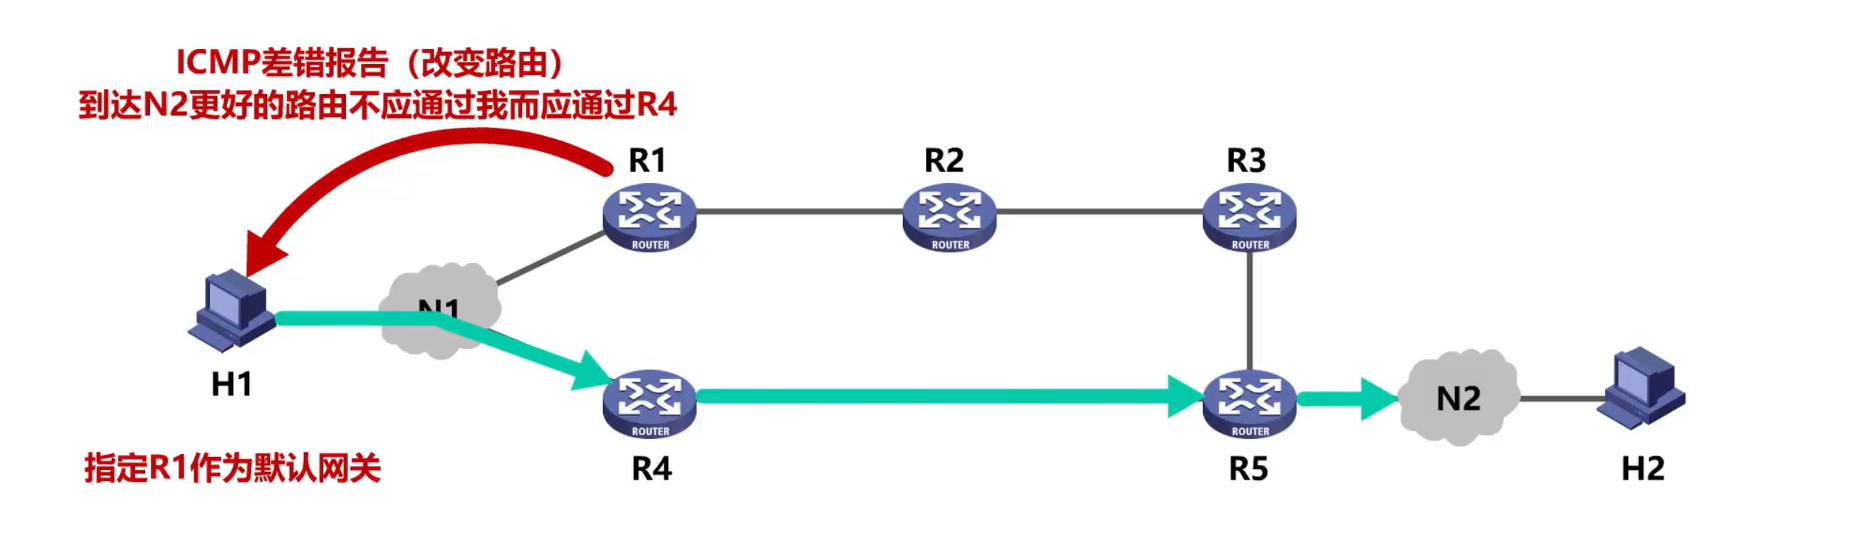 ICMP差错报告（改变路由）
到达N2更好的路由不应通过我而应通过R4
R1
R2
R3
ROUTER
ROUTER
ROUTER
N1
H1
ROUTER
R4
ROUTER
R5
N2
H2
指定R1作为默认网关